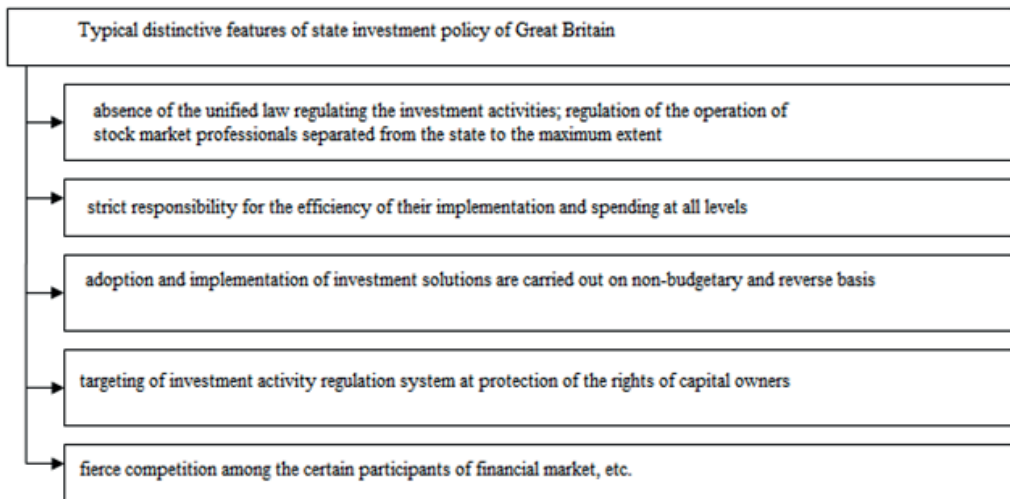 Typical distinctive features of state investment policy of Great Britain
absence of the unified law regulating the investment activities; regulation of the operation of
stock market professionals separated from the state to the maximum extent
strict responsibility for the efficiency of their implementation and spending at all levels
adoption and implementation of investment solutions are carried out on non-budgetary and reverse basis
targeting of investment activity regulation system at protection of the rights of capital owners
fierce competition among the certain participants of financial market, etc.